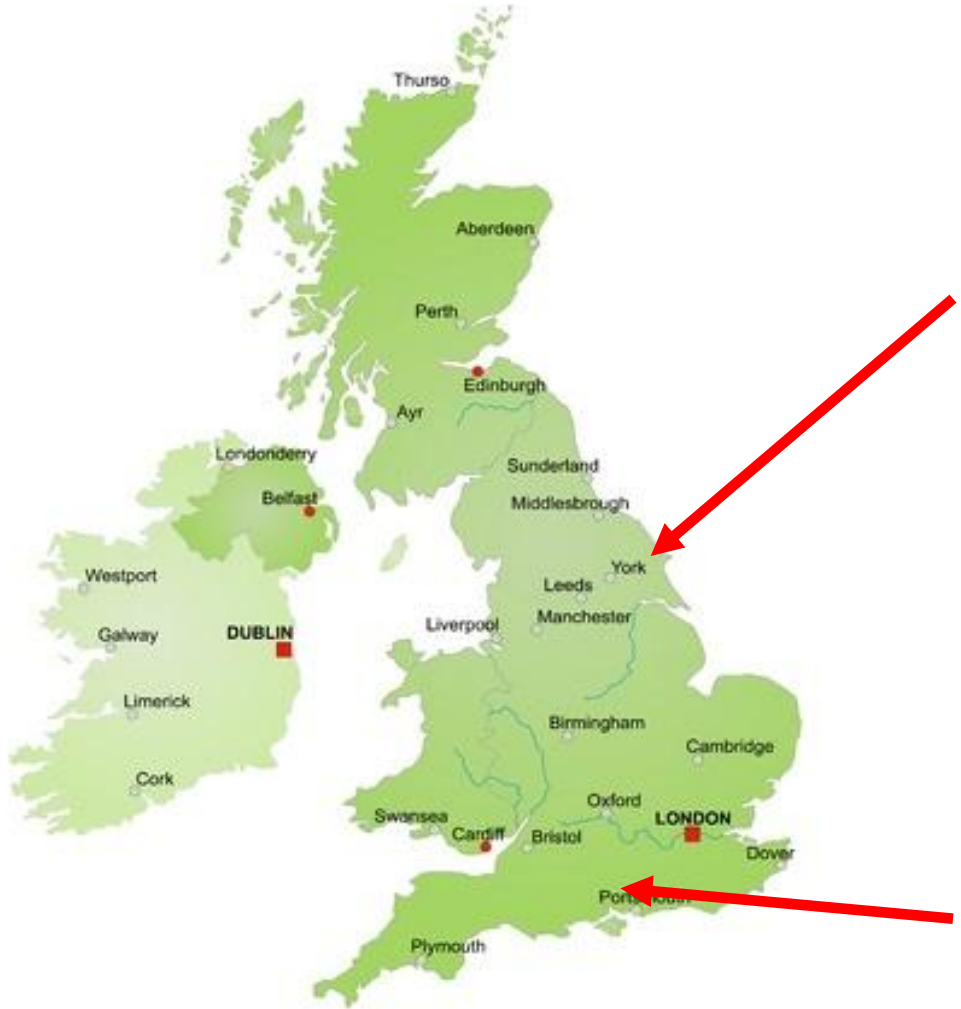 Thurso
Aberdeen
Perth
Edinburgh
Ayr
Londonderry
Sunderland
Belfast
Middlesbrough
York
Westport
Leeds
Manchester
Liverpool
DUBLIN
Galway
Limerick
Birmingham
Cambridge
Cork
Oxford
Swansea
LONDON
Cardiff
Bristol
Dover
Portsmouth
Plymouth